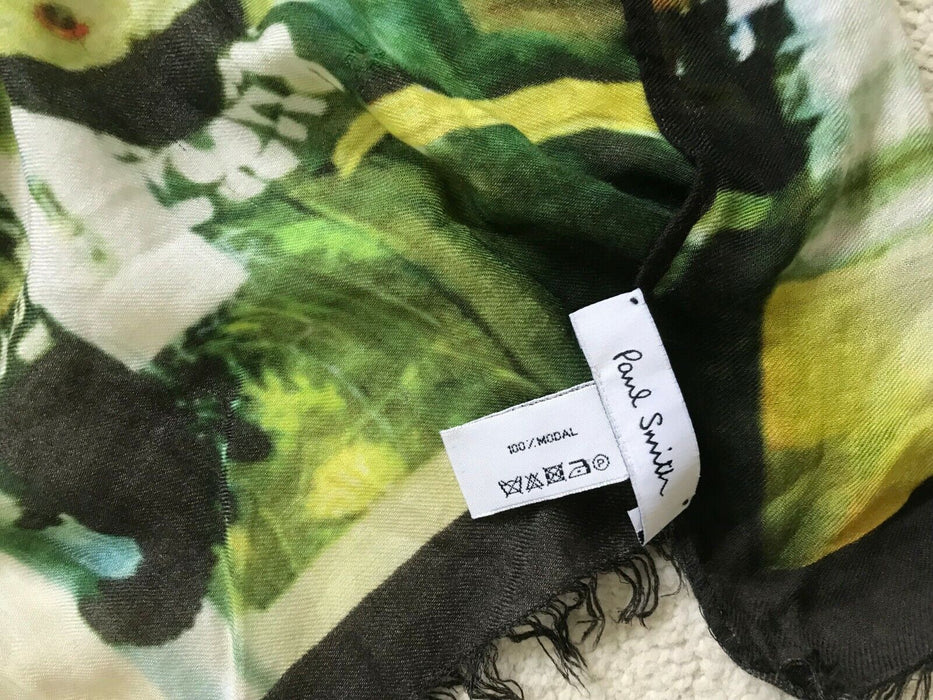 Paul Smith
100% MODAL
P